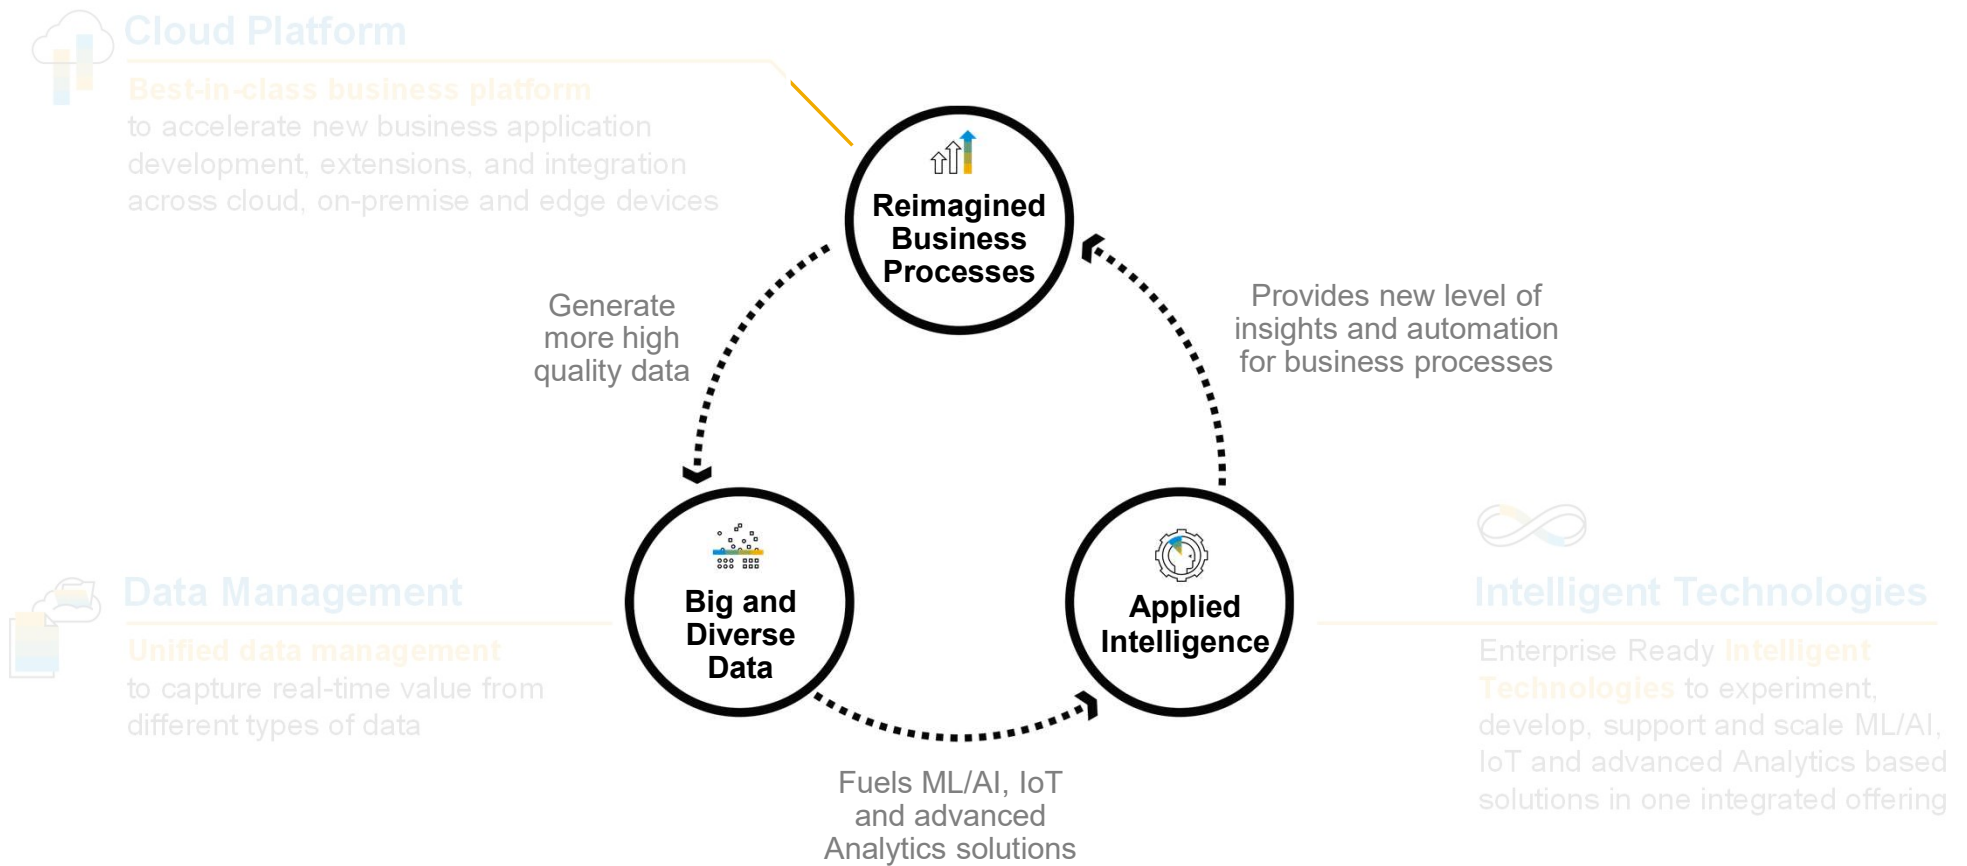 Cloud Platform
Best-in-class business platform
to accelerate new business application
development, extensions, and integration
across cloud, on-premise and edge devices
Reimagined
Business
Processes
Generate
more high
quality data
Provides new level of
insights and automation
for business processes
Big and
Diverse
Data
Applied
Intelligence
Data Management
Unified data management
to capture real-time value from
different types of data
Intelligent Technologies
Enterprise Ready Intelligent
Technologies to experiment,
develop, support and scale ML/AI,
IoT and advanced Analytics based
solutions in one integrated offering
Fuels ML/AI, IoT
and advanced
Analytics solutions